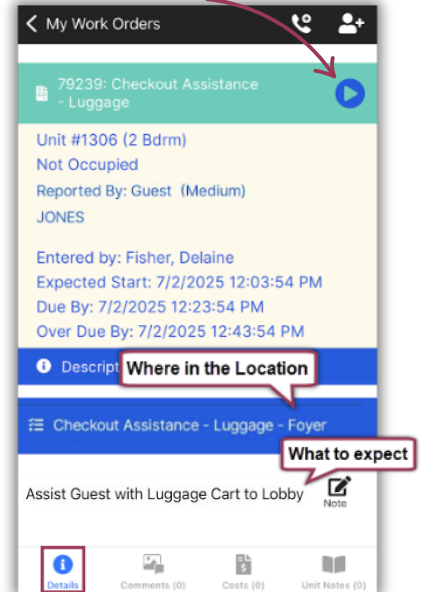 My Work Orders
79239: Checkout Assistance
- Luggage
Unit #1306 (2 Bdrm)
Not Occupied
Reported By: Guest (Medium)
JONES
Entered by: Fisher, Delaine
Expected Start: 7/2/2025 12:03:54 PM
Due By: 7/2/2025 12:23:54 PM
Over Due By: 7/2/2025 12:43:54 PM
Descript
Where in the Location
Checkout Assistance - Luggage - Foyer
What to expect
Assist Guest with Luggage Cart to Lobby
Note
Details Comments (0) Costs (0) Unit Notes (0)